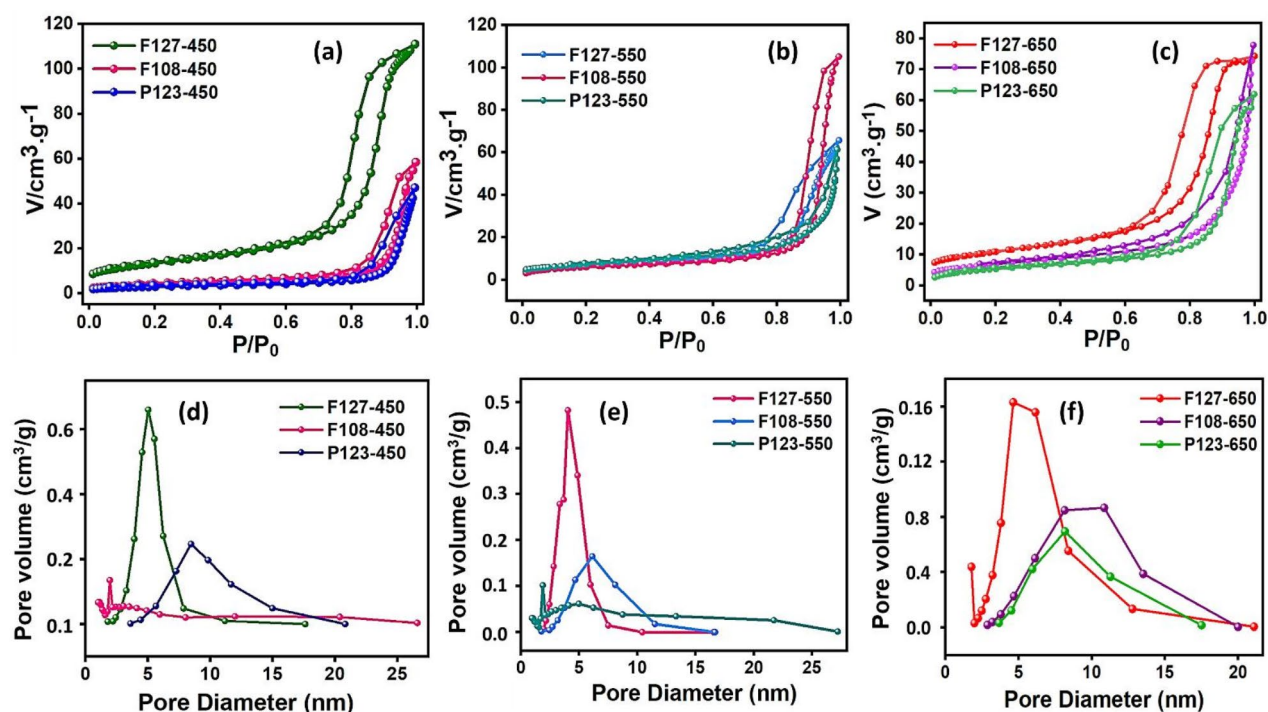 (a)
F127-450
F108-450
P123-450
V/cm³.g⁻¹
120
100
80
60
40
20
0
0.0 0.2 0.4 0.6 0.8 1.0
P/P₀
(b)
F127-550
F108-550
P123-550
V/cm³.g⁻¹
120
100
80
60
40
20
0
0.0 0.2 0.4 0.6 0.8 1.0
P/P₀
(c)
F127-650
F108-650
P123-650
V (cm³.g⁻¹)
80
70
60
50
40
30
20
10
0
0.0 0.2 0.4 0.6 0.8 1.0
P/P₀
(d)
F127-450
F108-450
P123-450
Pore volume (cm³/g)
0.6
0.4
0.2
0.1
0 5 10 15 20 25
Pore Diameter (nm)
(e)
F127-550
F108-550
P123-550
Pore volume (cm³/g)
0.5
0.4
0.3
0.2
0.1
0.0
0 5 10 15 20 25
Pore Diameter (nm)
(f)
F127-650
F108-650
P123-650
Pore volume (cm³/g)
0.16
0.12
0.8
0.4
0.0
0 5 10 15 20
Pore Diameter (nm)